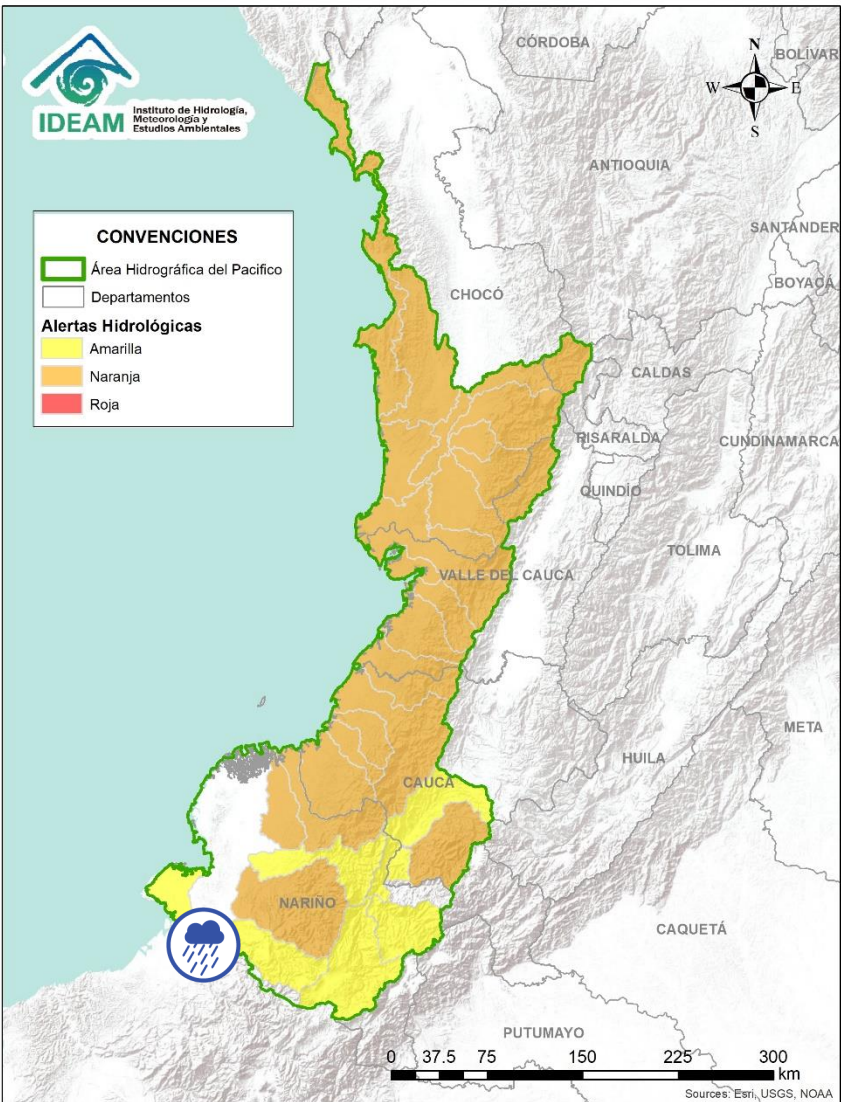 IDEAM
Instituto de Hidrología,
Meteorología y
Estudios Ambientales
CÓRDOBA
BOLÍVAR
N
W
E
S
ANTIOQUIA
SANTANDER
BOYACÁ
CONVENCIONES
Área Hidrográfica del Pacifico
Departamentos
Alertas Hidrológicas
Amarilla
Naranja
Roja
CHOCÓ
CALDAS
RISARALDA
CUNDINAMARCA
QUINDÍO
TOLIMA
VALLE DEL CAUCA
META
HUILA
CAUCA
NARIÑO
CAQUETÁ
PUTUMAYO
0 37.5 75 150 225 300
km
Sources: Esri, USGS, NOAA